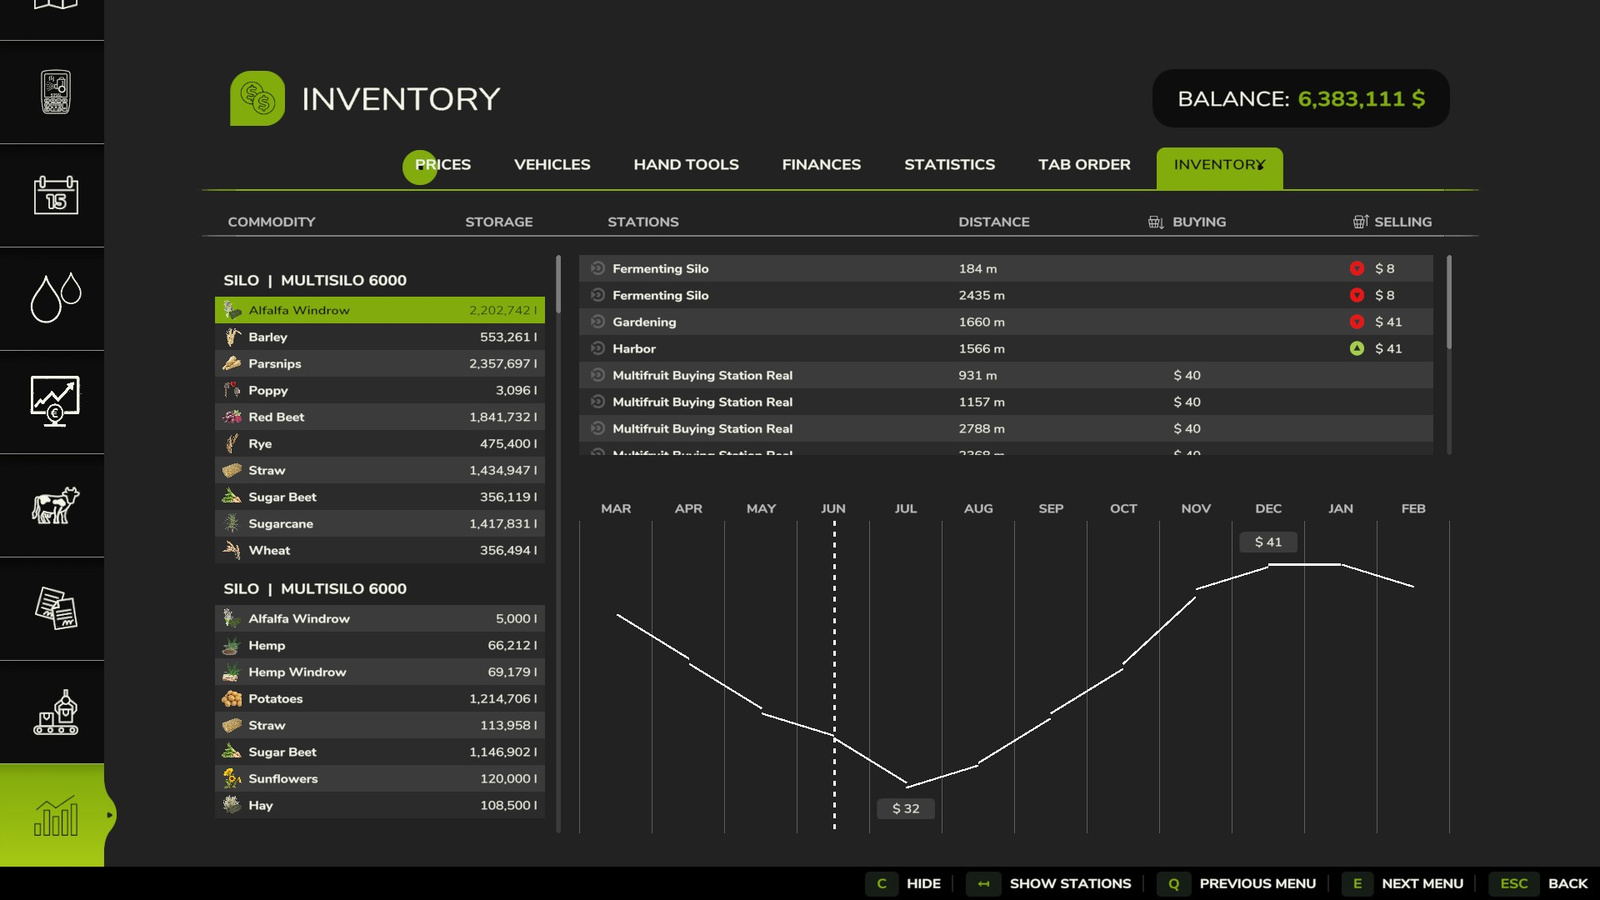 INVENTORY
BALANCE: 6,383,111 $
PRICES VEHICLES HAND TOOLS FINANCES STATISTICS TAB ORDER INVENTORY
COMMODITY STORAGE STATIONS DISTANCE BUYING SELLING
15
SILO | MULTISILO 6000
Alfalfa Windrow 2,202,742 l
Barley 553,261 l
Parsnips 2,357,697 l
Poppy 3,096 l
Red Beet 1,841,732 l
Rye 475,400 l
Straw 1,434,947 l
Sugar Beet 356,119 l
Sugarcane 1,417,831 l
Wheat 356,494 l
SILO | MULTISILO 6000
Alfalfa Windrow 5,000 l
Hemp 66,212 l
Hemp Windrow 69,179 l
Potatoes 1,214,706 l
Straw 113,958 l
Sugar Beet 1,146,902 l
Sunflowers 120,000 l
Hay 108,500 l
Fermenting Silo 184 m $ 8
Fermenting Silo 2435 m $ 8
Gardening 1660 m $ 41
Harbor 1566 m $ 41
Multifruit Buying Station Real 931 m $ 40
Multifruit Buying Station Real 1157 m $ 40
Multifruit Buying Station Real 2788 m $ 40
Multifruit Buying Station Real 2368 m $ 40
MAR APR MAY JUN JUL AUG SEP OCT NOV DEC JAN FEB
$ 41
$ 32
C HIDE SHOW STATIONS Q PREVIOUS MENU E NEXT MENU ESC BACK